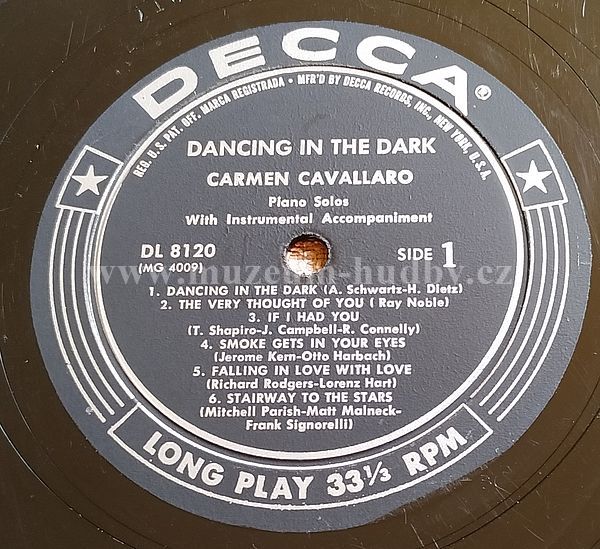 DECCA®
REG. U.S. PAT. OFF. MARCA REGISTRADA • MFR'D BY DECCA RECORDS, INC., NEW YORK, U.S.A.
DANCING IN THE DARK
CARMEN CAVALLARO
Piano Solos
With Instrumental Accompaniment
DL 8120
(MG 4009)
SIDE 1
www.muzeum-hudby.cz
1. DANCING IN THE DARK (A. Schwartz-H. Dietz)
2. THE VERY THOUGHT OF YOU ( Ray Noble)
3. IF I HAD YOU
(T. Shapiro-J. Campbell-R. Connelly)
4. SMOKE GETS IN YOUR EYES
(Jerome Kern-Otto Harbach)
5. FALLING IN LOVE WITH LOVE
(Richard Rodgers-Lorenz Hart)
6. STAIRWAY TO THE STARS
(Mitchell Parish-Matt Malneck-
Frank Signorelli)
LONG PLAY 33⅓ RPM